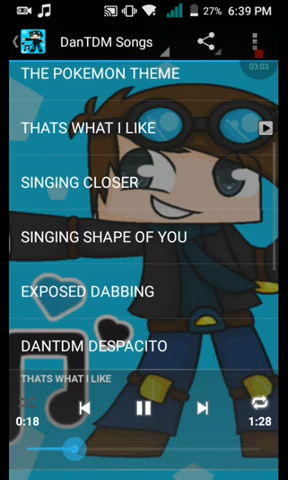 27% 6:39 PM
DanTDM Songs
03:03
THE POKEMON THEME
THATS WHAT I LIKE
SINGING CLOSER
SINGING SHAPE OF YOU
EXPOSED DABBING
DANTDM DESPACITO
THATS WHAT I LIKE
0:18
1:28